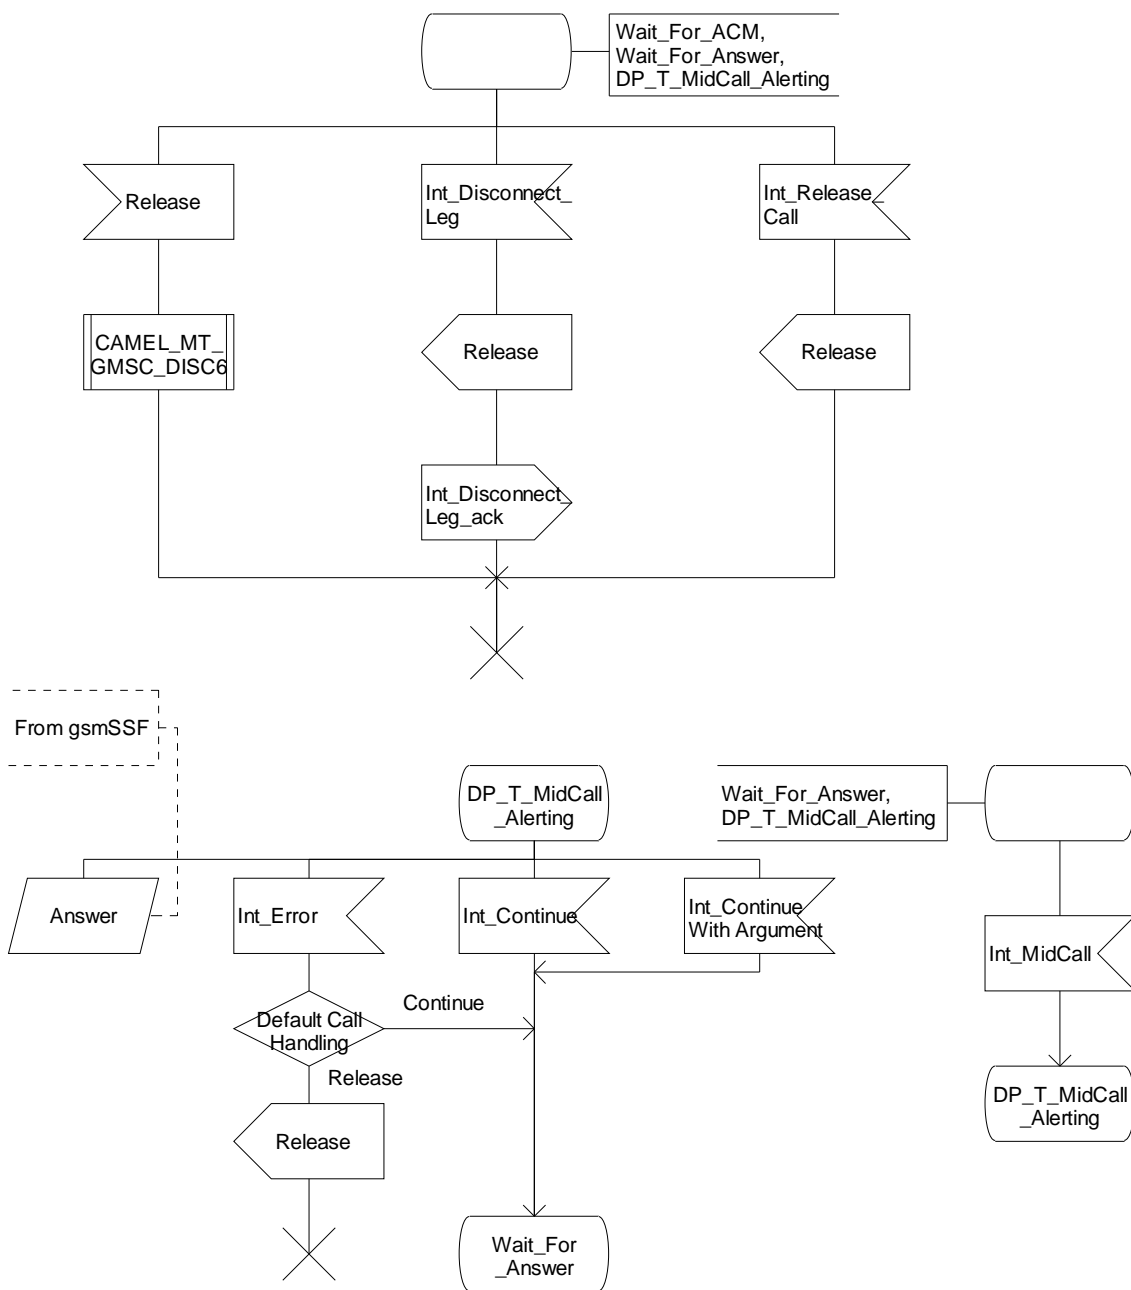 Wait_For_ACM,
Wait_For_Answer,
DP_T_MidCall_Alerting
Release
Int_Disconnect_
Leg
Int_Release_
Call
CAMEL_MT_
GMSC_DISC6
Release
Release
Int_Disconnect_
Leg_ack
From gsmSSF
DP_T_MidCall
_Alerting
Wait_For_Answer,
DP_T_MidCall_Alerting
Answer
Int_Error
Int_Continue
Int_Continue_
With Argument
Int_MidCall
Default Call
Handling
Continue
Release
DP_T_MidCall
_Alerting
Release
Wait_For
_Answer